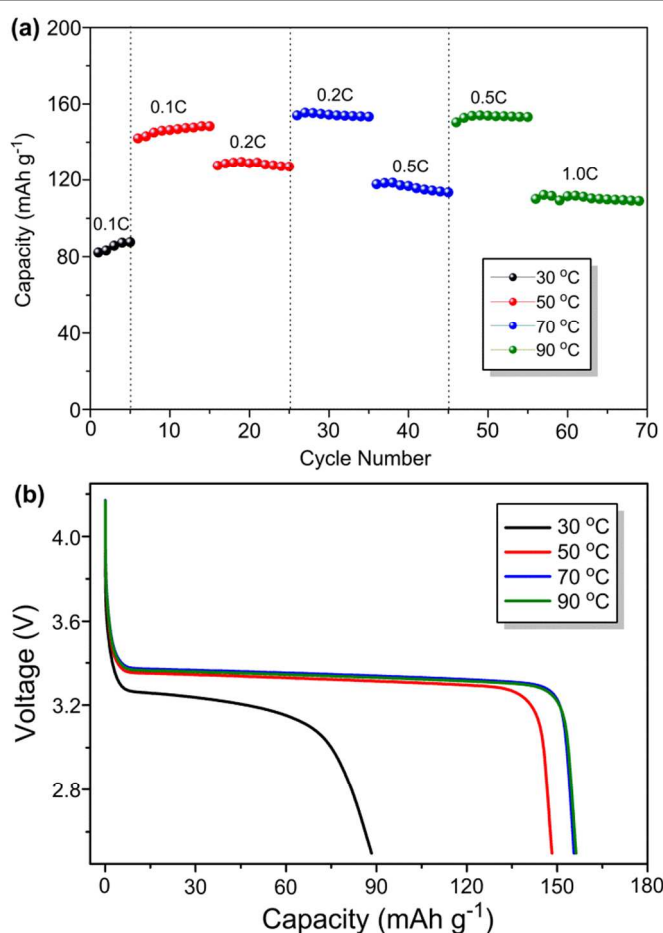 (a)
200
160
120
80
40
0
Capacity (mAh g⁻¹)
0.1C
0.1C
0.2C
0.2C
0.5C
0.5C
1.0C
30 °C
50 °C
70 °C
90 °C
0 10 20 30 40 50 60 70
Cycle Number
(b)
4.0
3.6
3.2
2.8
Voltage (V)
30 °C
50 °C
70 °C
90 °C
0 30 60 90 120 150 180
Capacity (mAh g⁻¹)